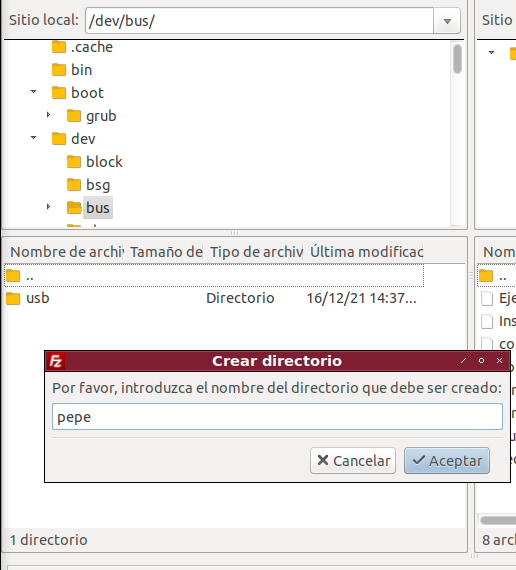 Sitio local: /dev/bus/
Sitio
.cache
bin
boot
grub
dev
block
bsg
bus
Nombre de archiv Tamaño de Tipo de archiv Última modificac
..
usb Directorio 16/12/21 14:37...
1 directorio
Nombre
..
Eje
Ins
co
8 arch
Fz Crear directorio
Por favor, introduzca el nombre del directorio que debe ser creado:
pepe
Cancelar Aceptar